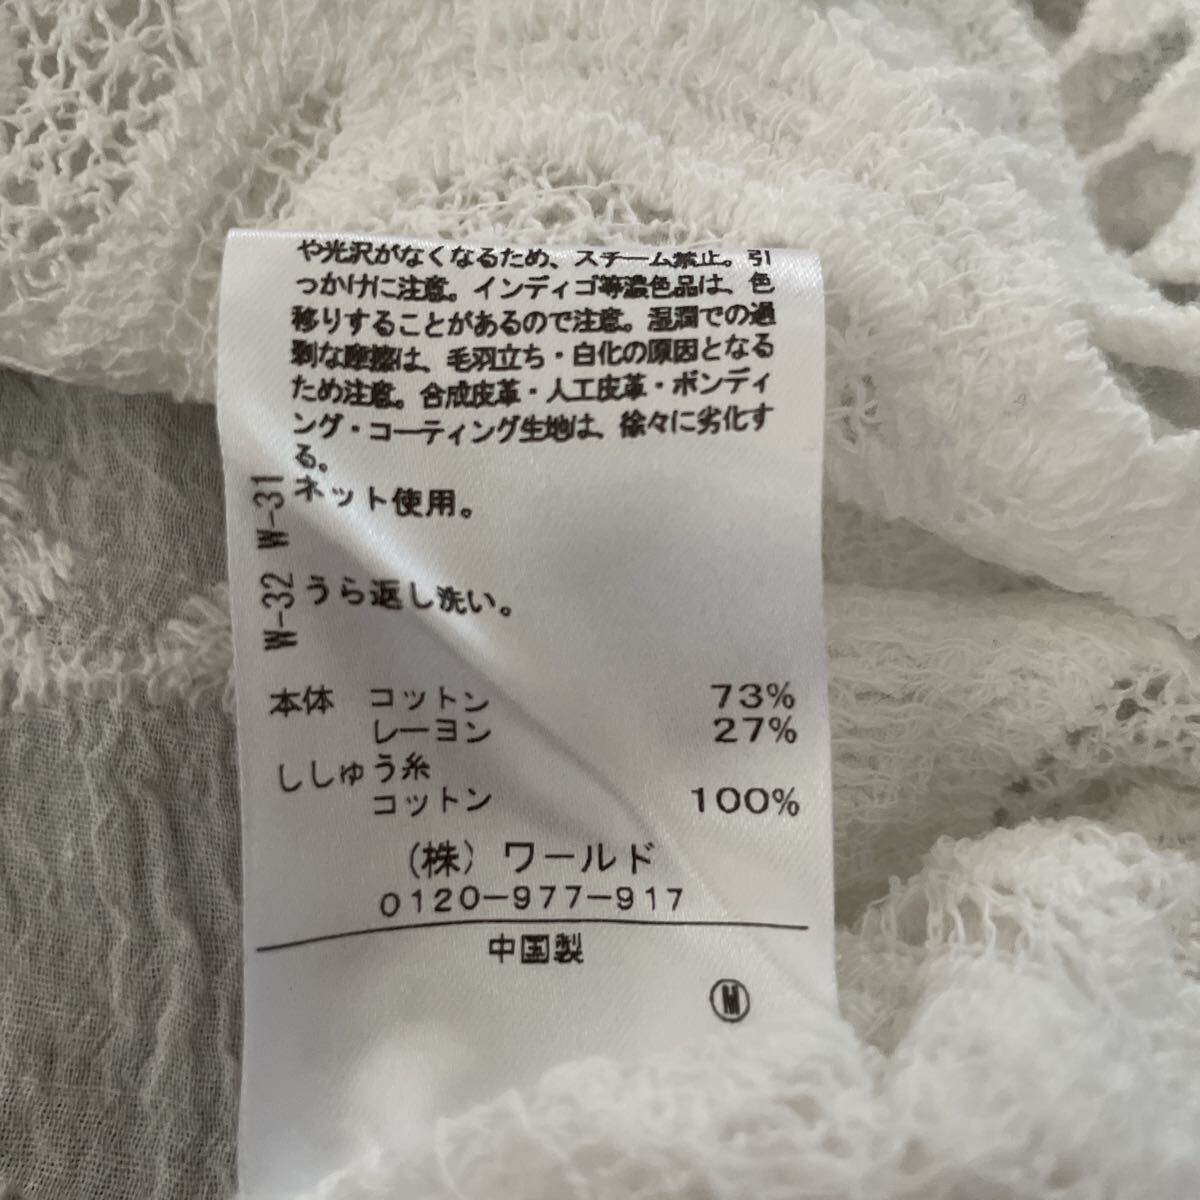 や光沢がなくなるため、スチーム禁止。引
っかけに注意。インディゴ等濃色品は、色
移りすることがあるので注意。湿潤での過
剰な摩擦は、毛羽立ち・白化の原因となる
ため注意。合成皮革・人工皮革・ボンディ
ング・コーティング生地は、徐々に劣化す
る。
W-31 ネット使用。
W-32 うら返し洗い。
本体 コットン 73%
レーヨン 27%
ししゅう糸
コットン 100%
(株) ワールド
0120-977-917
中国製
Ⓜ